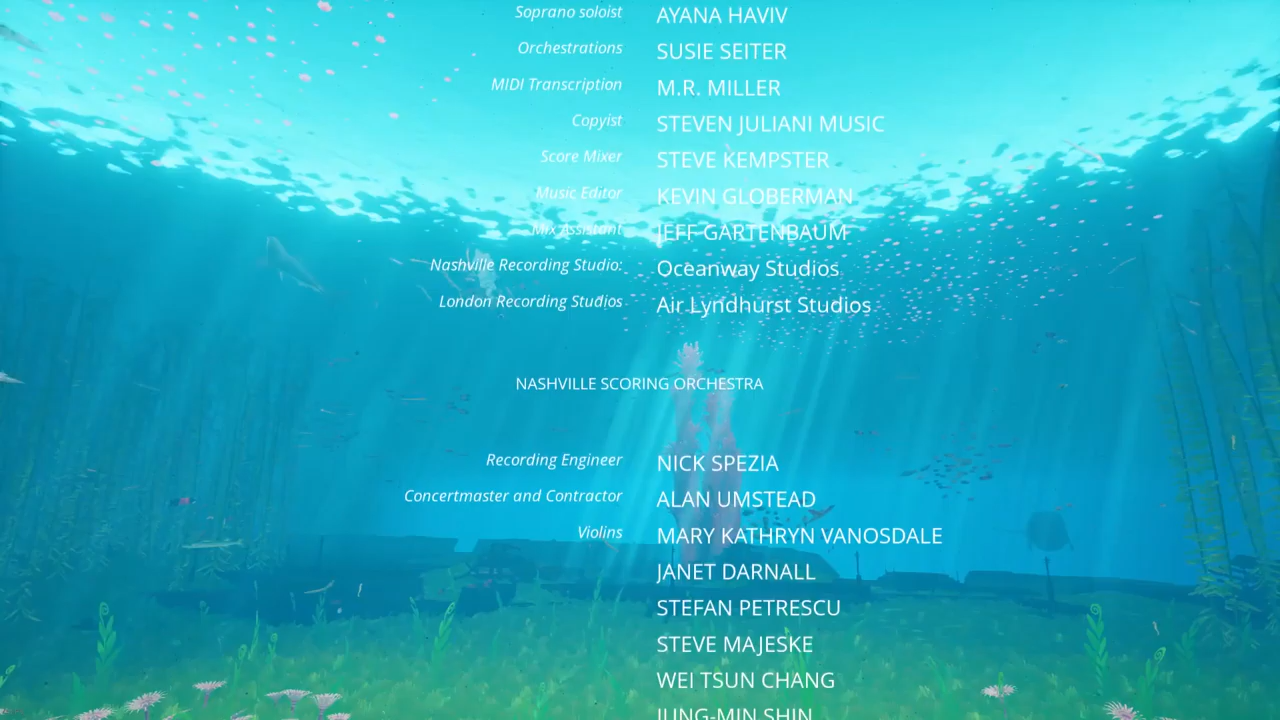 Soprano soloist AYANA HAVIV
Orchestrations SUSIE SEITER
MIDI Transcription M.R. MILLER
Copyist STEVEN JULIANI MUSIC
Score Mixer STEVE KEMPSTER
Music Editor KEVIN GLOBERMAN
Mix Assistant JEFF GARTENBAUM
Nashville Recording Studio: Oceanway Studios
London Recording Studios Air Lyndhurst Studios
NASHVILLE SCORING ORCHESTRA
Recording Engineer NICK SPEZIA
Concertmaster and Contractor ALAN UMSTEAD
Violins MARY KATHRYN VANOSDALE
JANET DARNALL
STEFAN PETRESCU
STEVE MAJESKE
WEI TSUN CHANG
JUNG-MIN SHIN